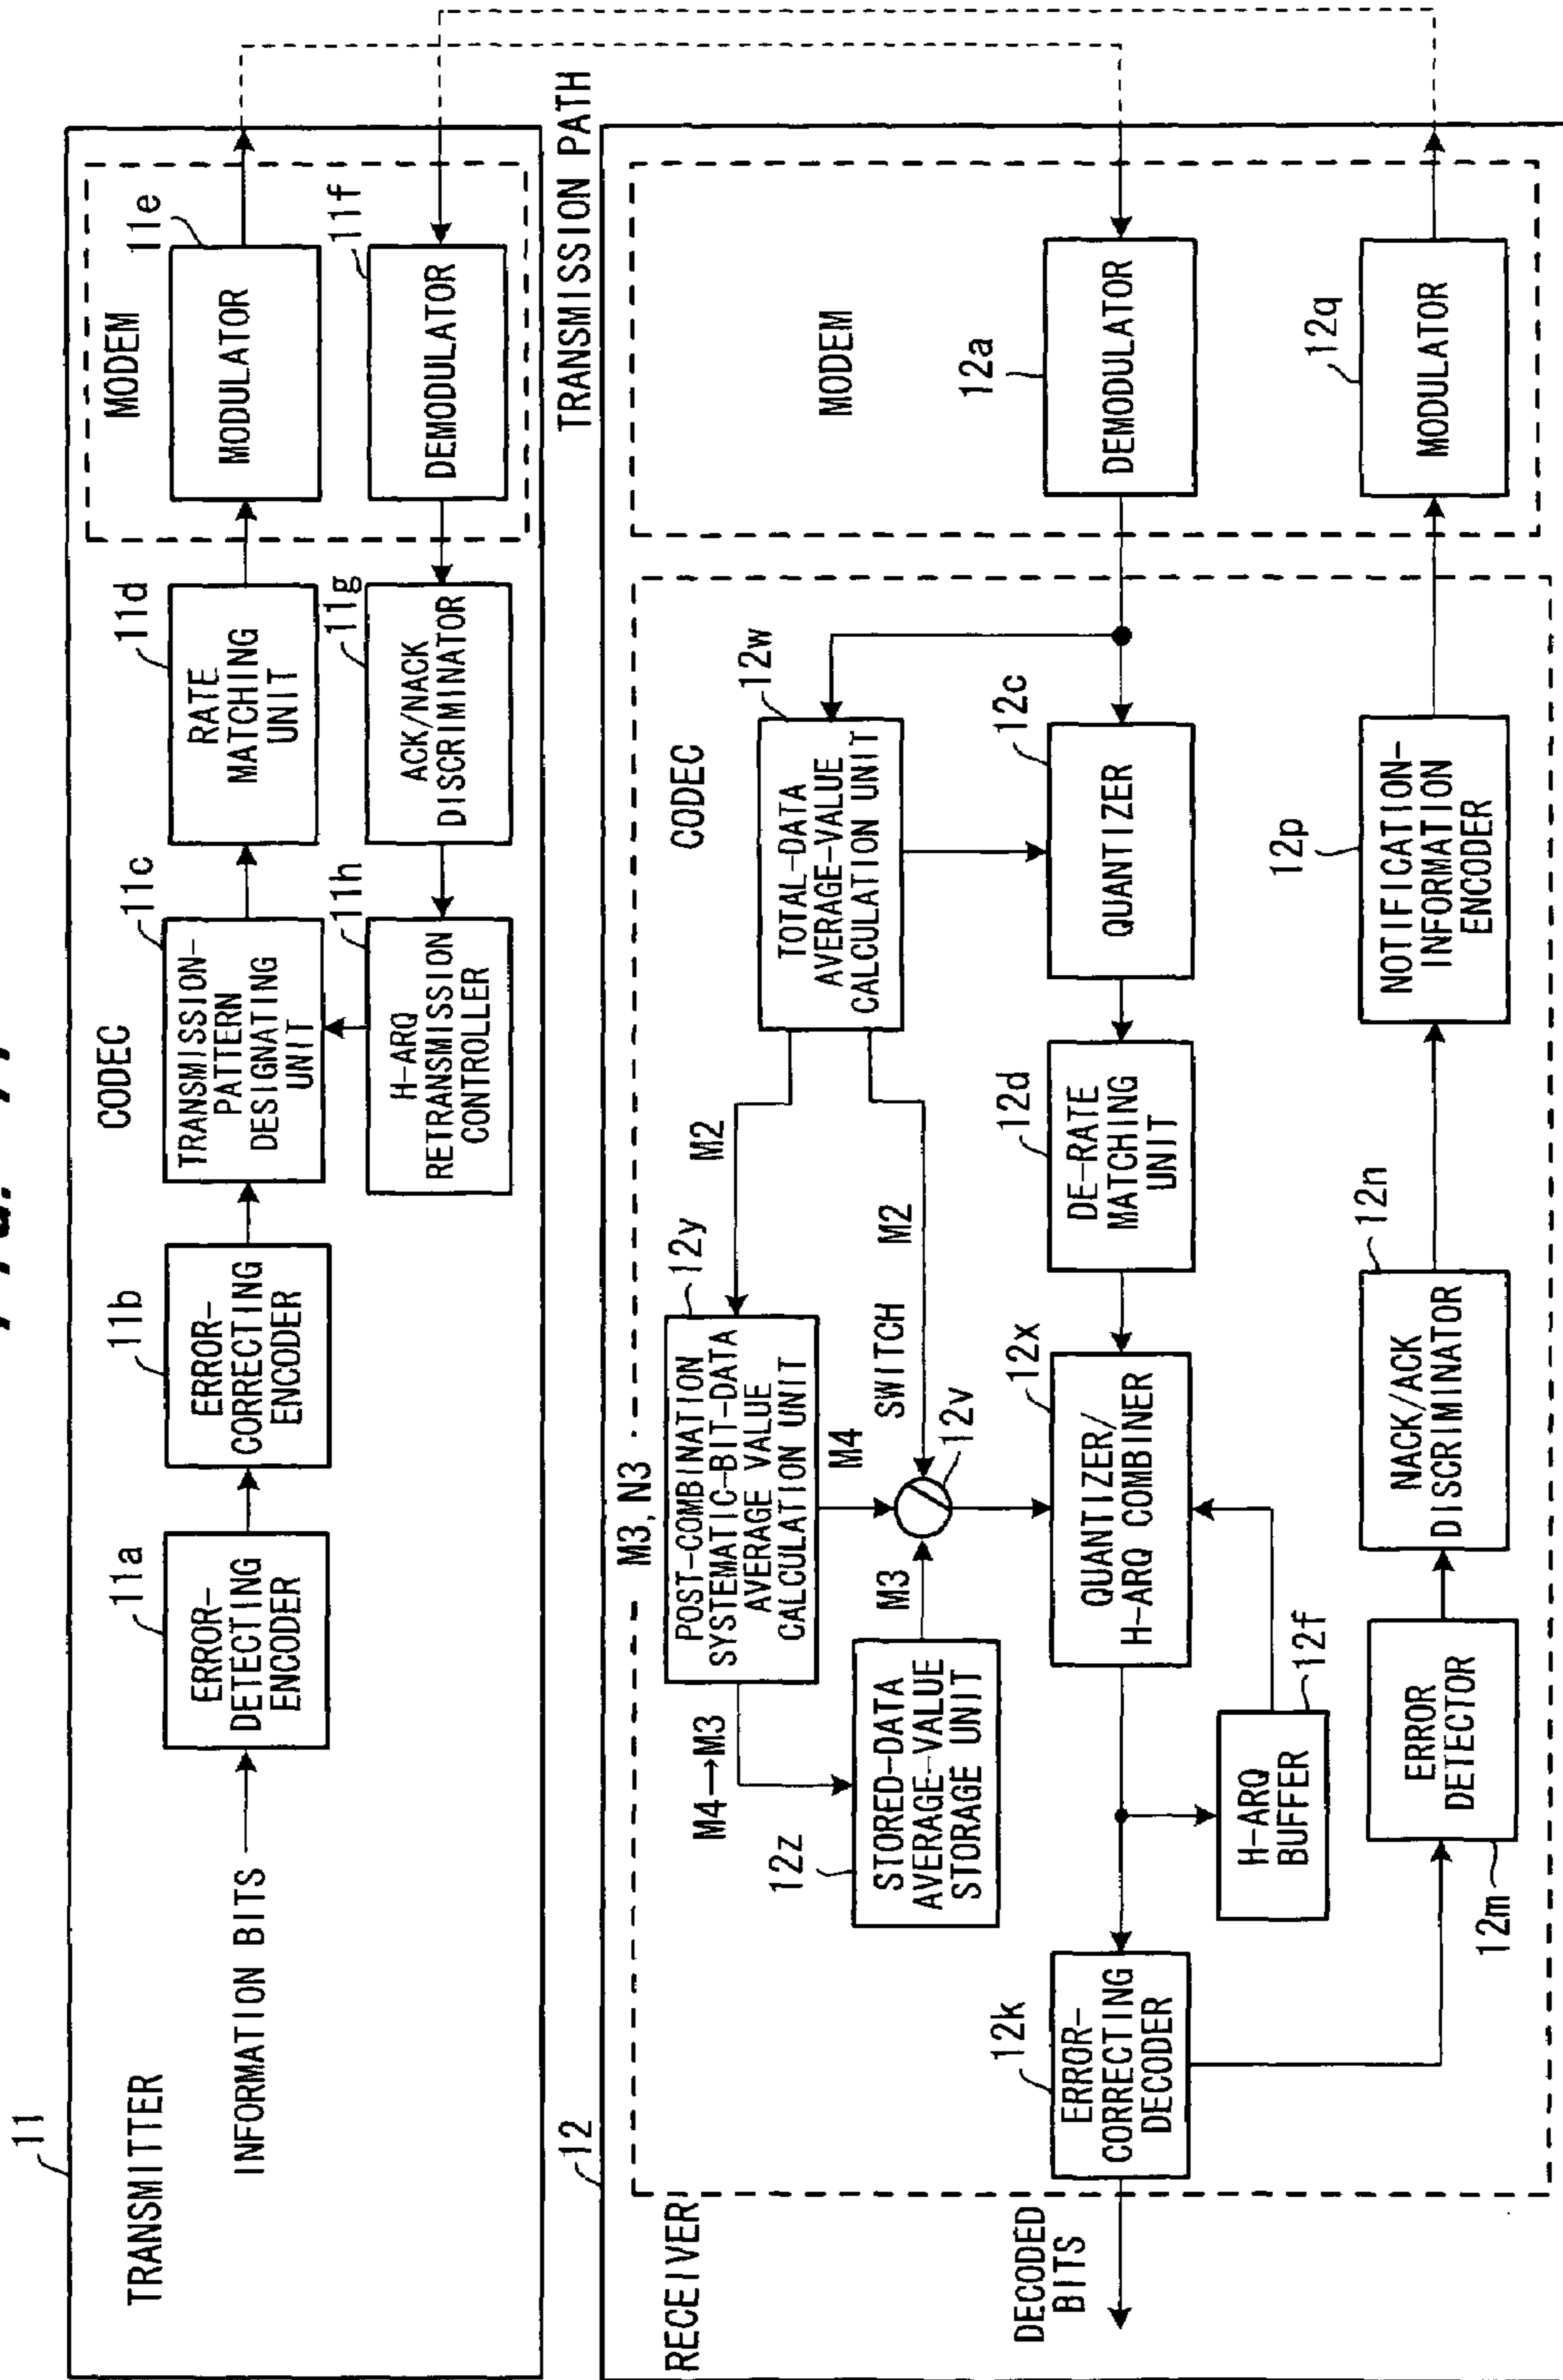 11
TRANSMITTER
INFORMATION BITS
11a
ERROR-
DETECTING
ENCODER
11b
ERROR-
CORRECTING
ENCODER
CODEC
11c
TRANSMISSION-
PATTERN
DESIGNATING
UNIT
11d
RATE
MATCHING
UNIT
11h
H-ARQ
RETRANSMISSION
CONTROLLER
11g
ACK/NACK
DISCRIMINATOR
MODEM
11e
MODULATOR
11f
DEMODULATOR
TRANSMISSION PATH
12
RECEIVER
DECODED
BITS
M3, N3
CODEC
12y
POST-COMBINATION
SYSTEMATIC-BIT-DATA
AVERAGE VALUE
CALCULATION UNIT
M2
12w
TOTAL-DATA
AVERAGE-VALUE
CALCULATION UNIT
M4→M3
12z
STORED-DATA
AVERAGE-VALUE
STORAGE UNIT
M3
M4
SWITCH
M2
12v
12k
ERROR-
CORRECTING
DECODER
12x
QUANTIZER/
H-ARQ COMBINER
12d
DE-RATE
MATCHING
UNIT
12c
QUANTIZER
12f
H-ARQ
BUFFER
12m
ERROR
DETECTOR
12n
NACK/ACK
DISCRIMINATOR
12p
NOTIFICATION-
INFORMATION
ENCODER
MODEM
12a
DEMODULATOR
12q
MODULATOR